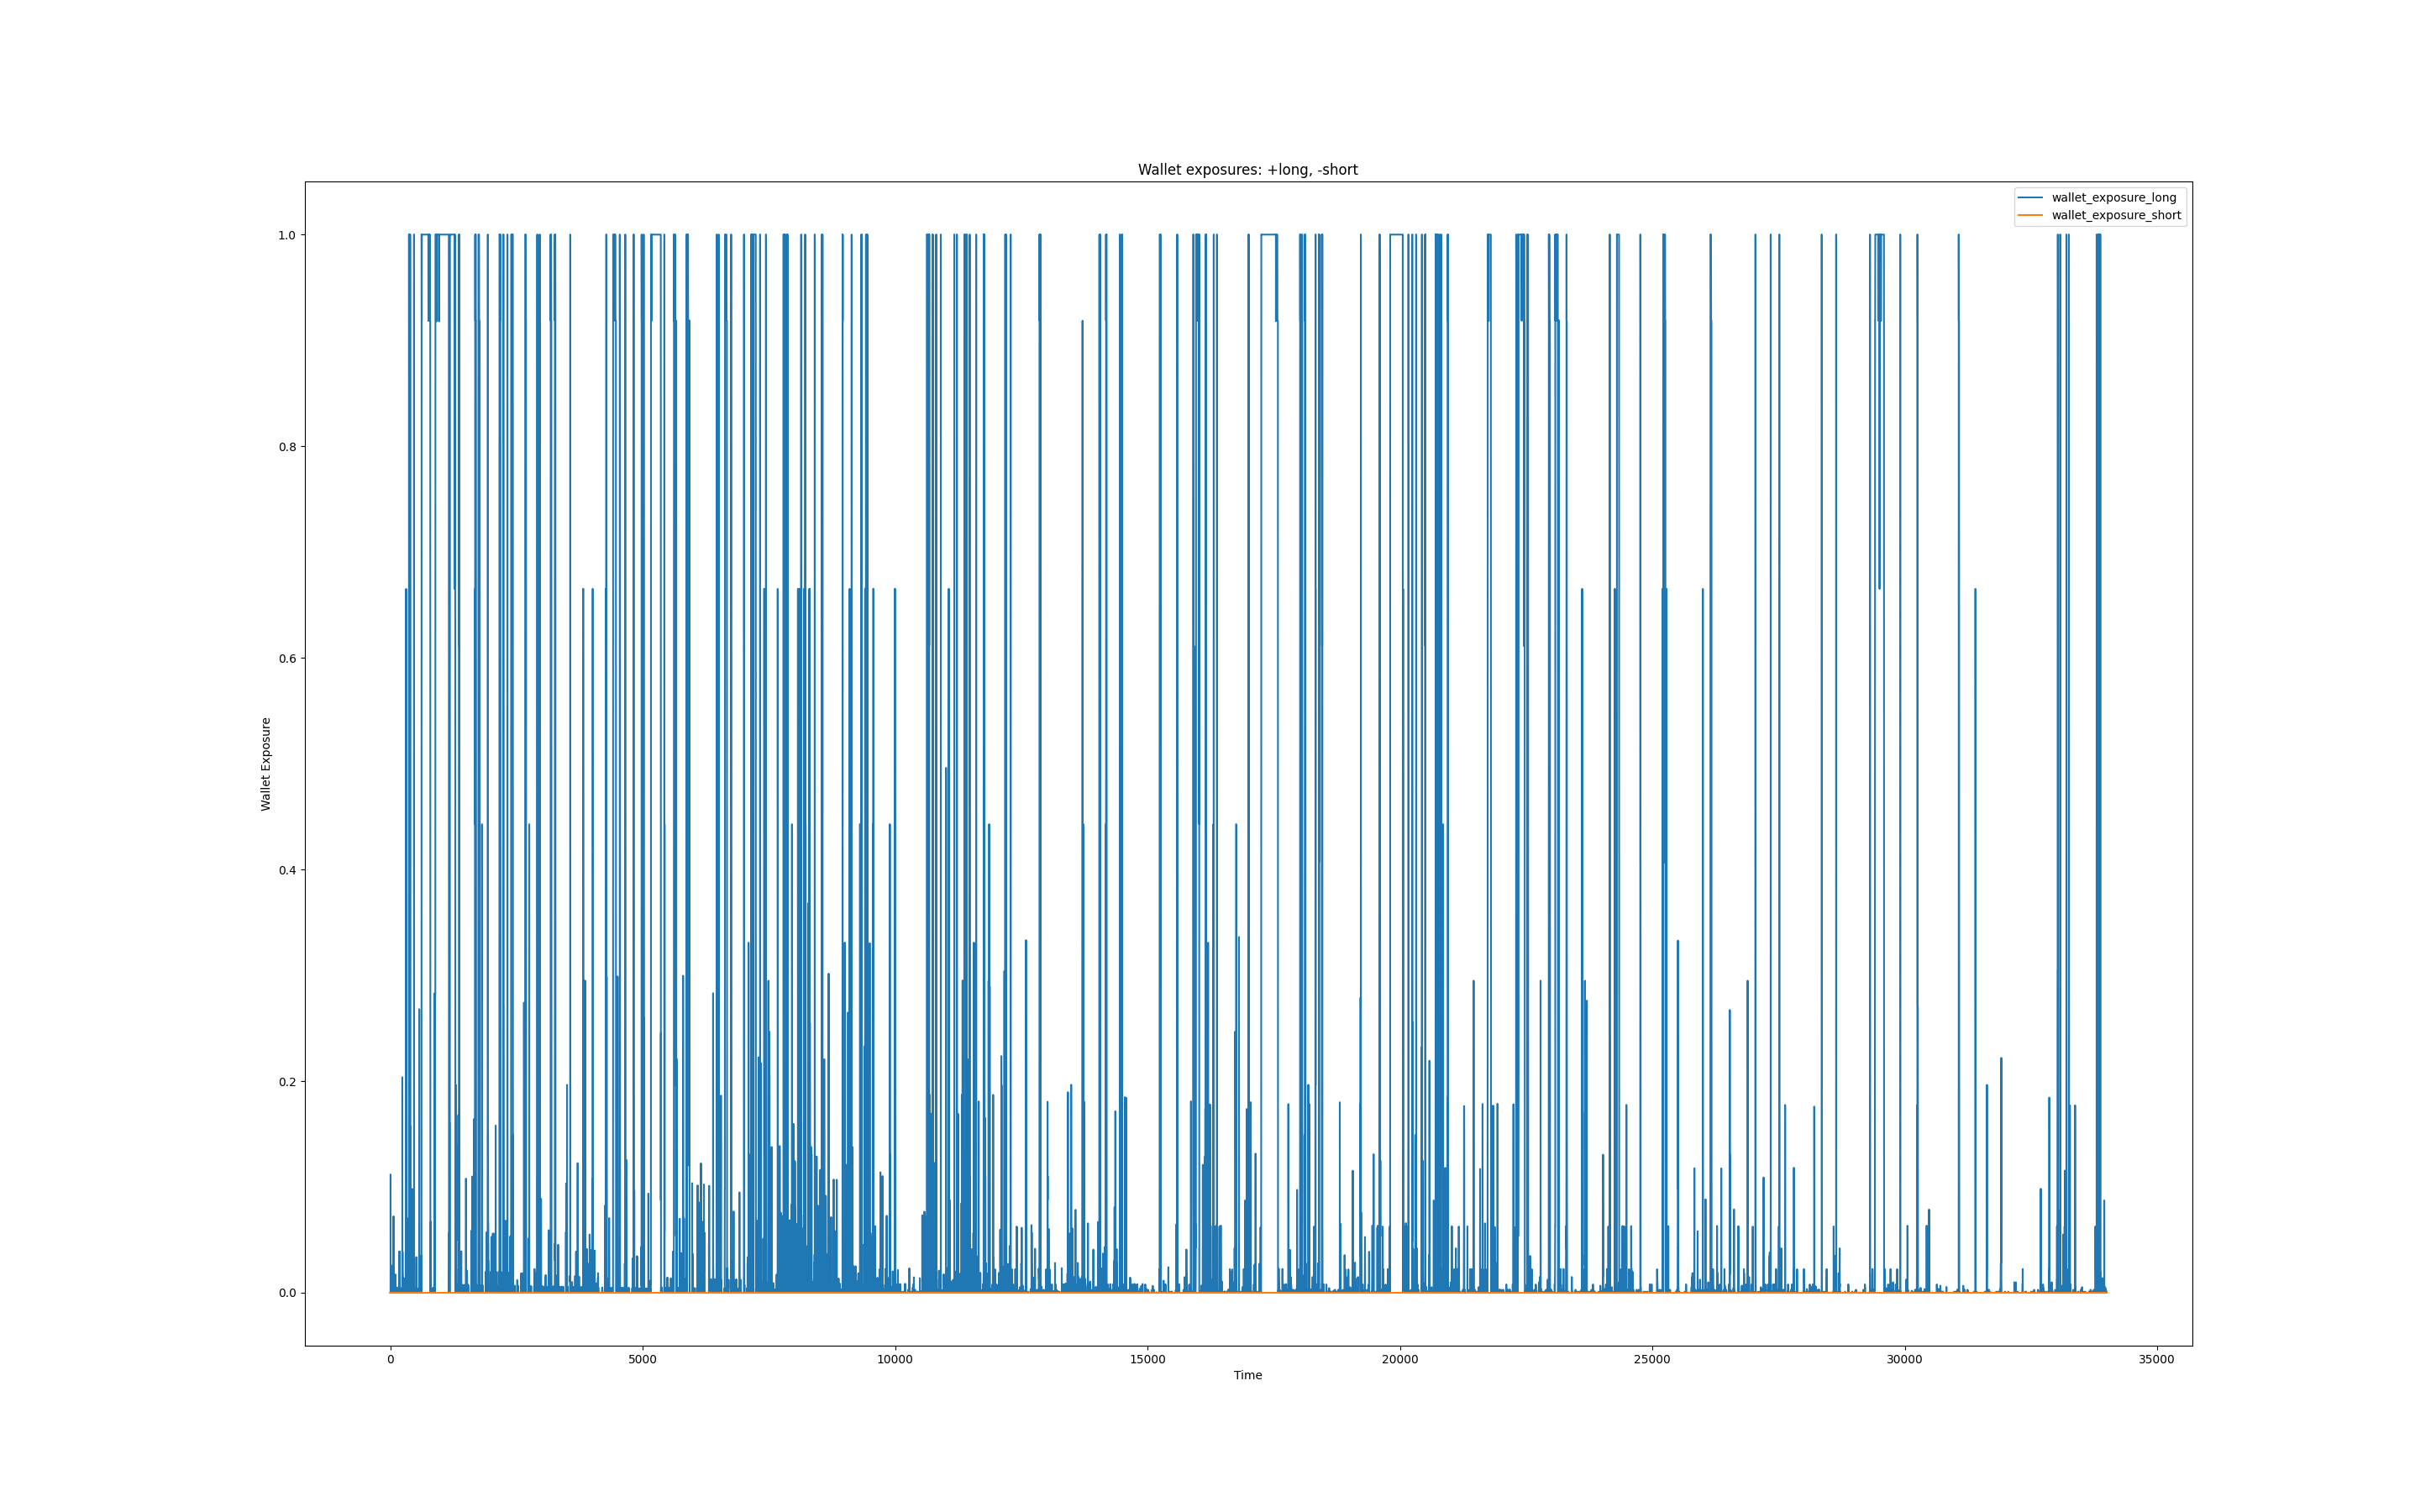 Wallet exposures: +long, -short
wallet_exposure_long
wallet_exposure_short
1.0
0.8
0.6
0.4
0.2
0.0
Wallet Exposure
0 5000 10000 15000 20000 25000 30000 35000
Time